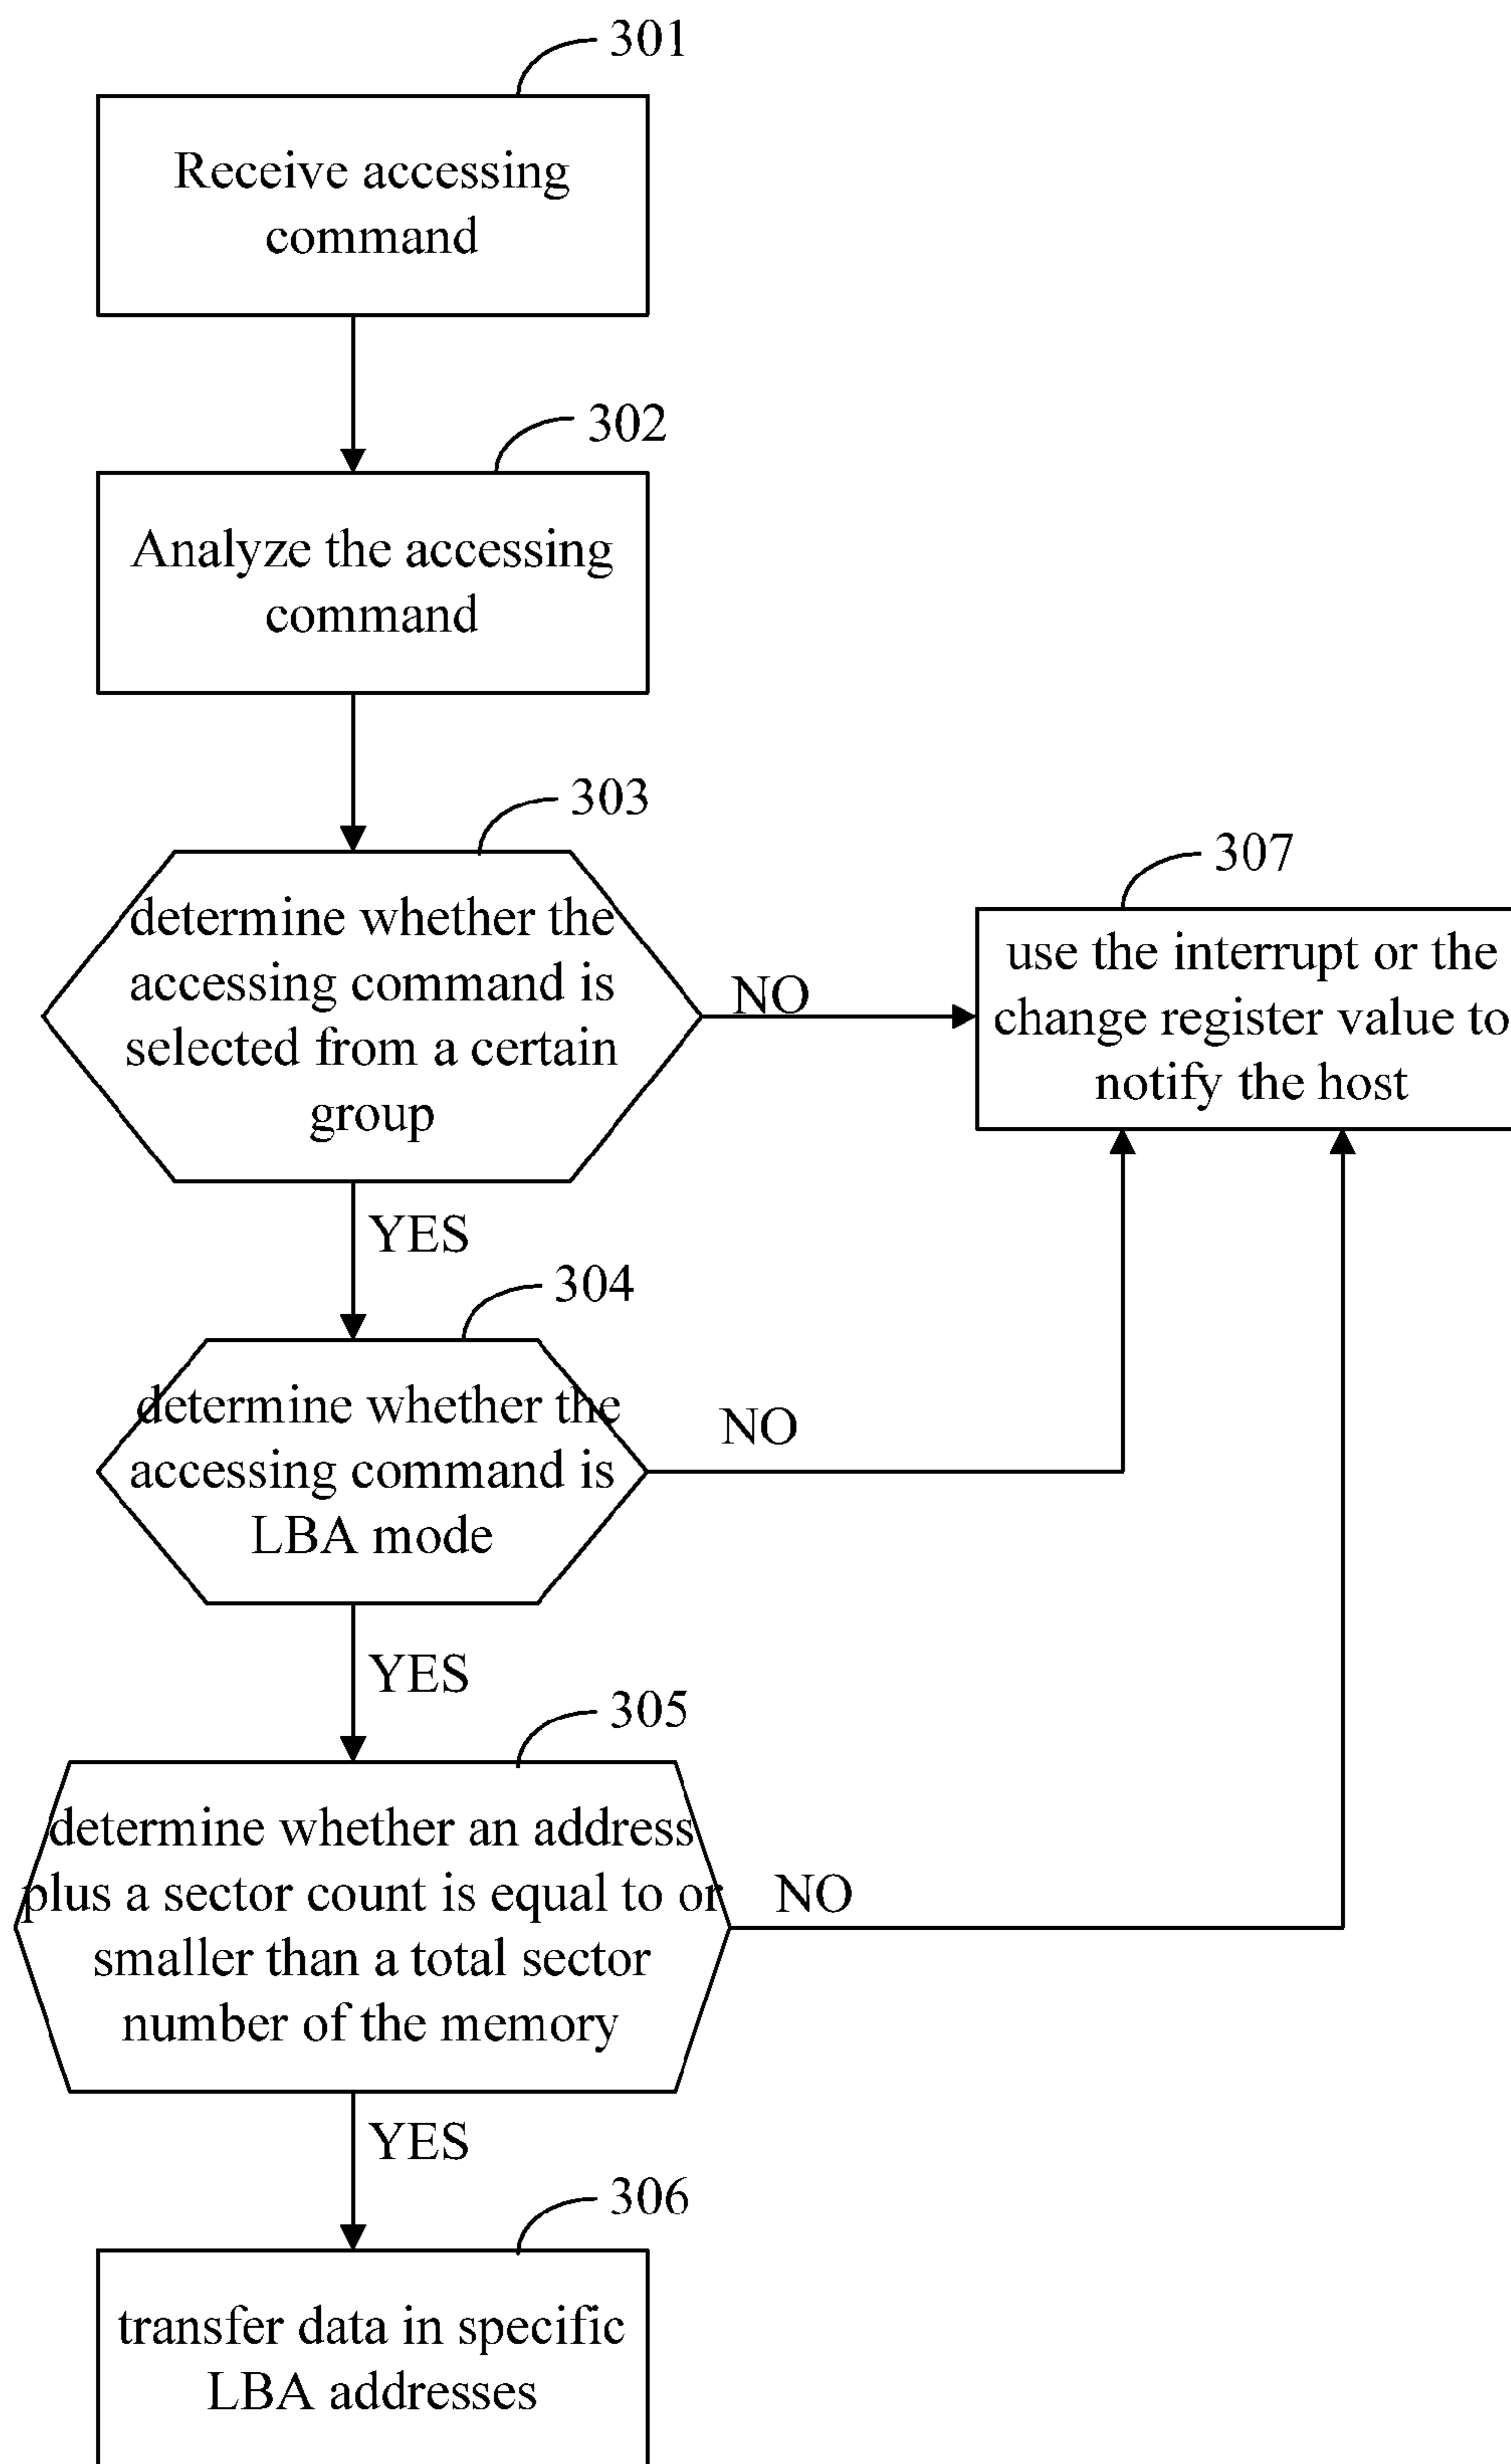 301
Receive accessing
command
302
Analyze the accessing
command
303
determine whether the
accessing command is
selected from a certain
group
NO
307
use the interrupt or the
change register value to
notify the host
YES
304
determine whether the
accessing command is
LBA mode
NO
YES
305
determine whether an address
plus a sector count is equal to or
smaller than a total sector
number of the memory
NO
YES
306
transfer data in specific
LBA addresses